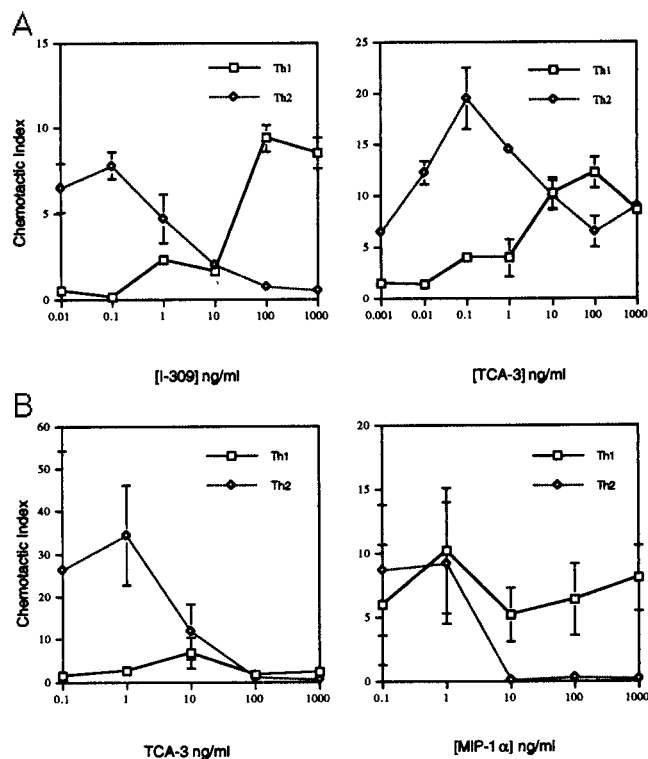 A
15
10
5
0
Chemotactic Index
Th1
Th2
0.01 0.1 1 10 100 1000
[I-309] ng/ml
25
20
15
10
5
0
Th1
Th2
0.001 0.01 0.1 1 10 100 1000
[TCA-3] ng/ml
B
60
50
40
30
20
10
0
Chemotactic Index
Th1
Th2
0.1 1 10 100 1000
TCA-3 ng/ml
20
15
10
5
0
Th1
Th2
0.1 1 10 100 1000
[MIP-1 α] ng/ml